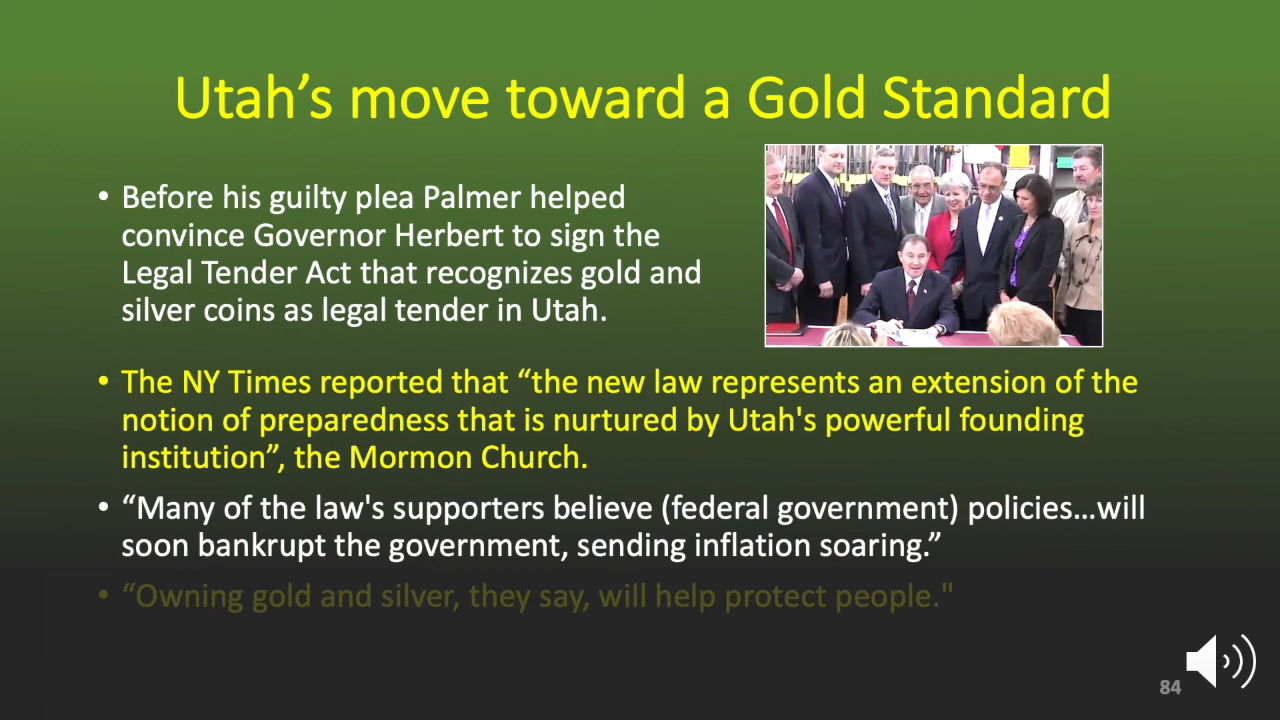 Utah’s move toward a Gold Standard
• Before his guilty plea Palmer helped
convince Governor Herbert to sign the
Legal Tender Act that recognizes gold and
silver coins as legal tender in Utah.
• The NY Times reported that “the new law represents an extension of the
notion of preparedness that is nurtured by Utah's powerful founding
institution”, the Mormon Church.
• “Many of the law's supporters believe (federal government) policies…will
soon bankrupt the government, sending inflation soaring.”
• “Owning gold and silver, they say, will help protect people."
84